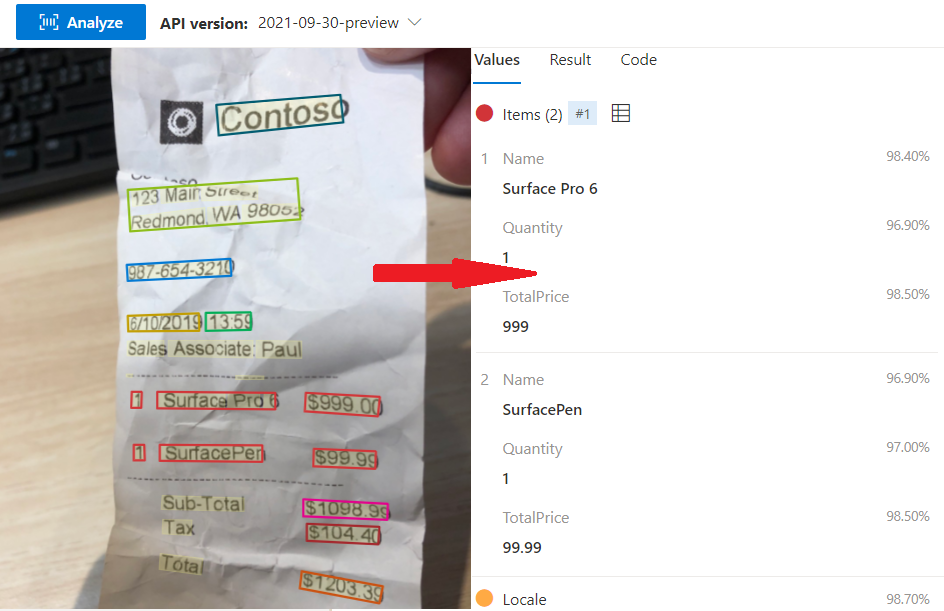 Analyze
API version: 2021-09-30-preview
Contoso
Contoso
123 Main Street
Redmond, WA 98052
987-654-3210
6/10/2019 13:59
Sales Associate: Paul
1 Surface Pro 6 $999.00
1 SurfacePen $99.99
Sub-Total $1098.99
Tax $104.40
Total $1203.39
Values Result Code
Items (2) #1
1 Name 98.40%
Surface Pro 6
Quantity 96.90%
1
TotalPrice 98.50%
999
2 Name 96.90%
SurfacePen
Quantity 97.00%
1
TotalPrice 98.50%
99.99
Locale 98.70%